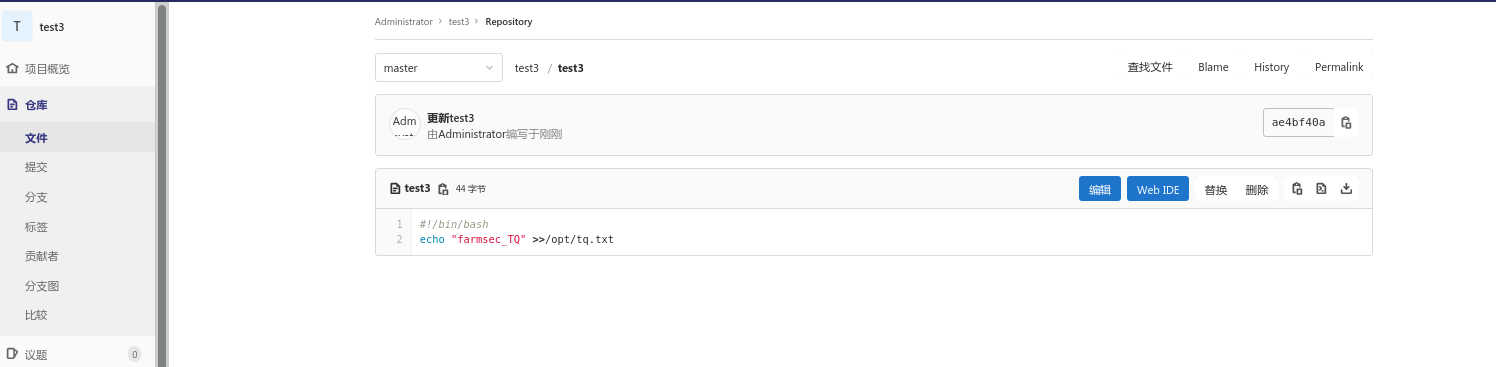 T test3
项目概览
仓库
文件
提交
分支
标签
贡献者
分支图
比较
议题 0
Administrator > test3 > Repository
master test3 / test3 查找文件 Blame History Permalink
Adm 更新test3
由Administrator编写于刚刚
ae4bf40a
test3 44 字节 编辑 Web IDE 替换 删除
1 #!/bin/bash
2 echo "farmsec_TQ" >>/opt/tq.txt